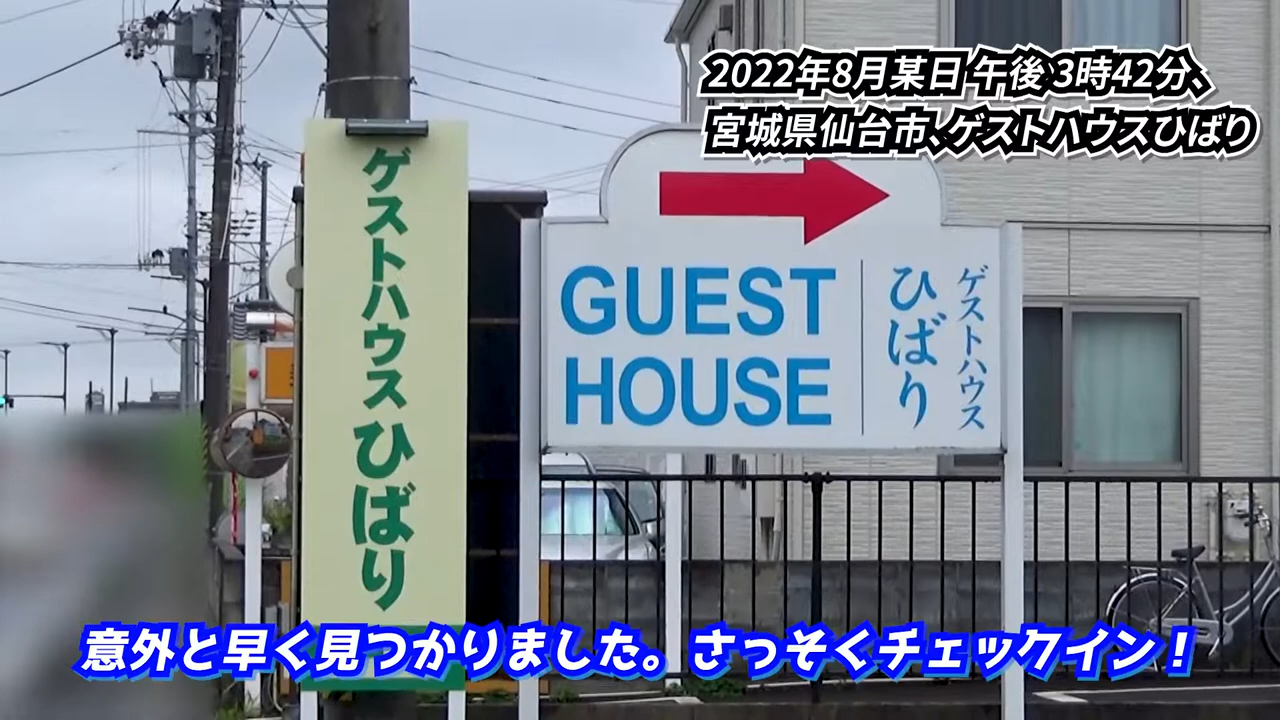 2022年8月某日 午後 3時42分、
宮城県仙台市、ゲストハウスひばり
ゲストハウス ひばり
GUEST
HOUSE
ひばり
ゲストハウス
意外と早く見つかりました。さっそくチェックイン!